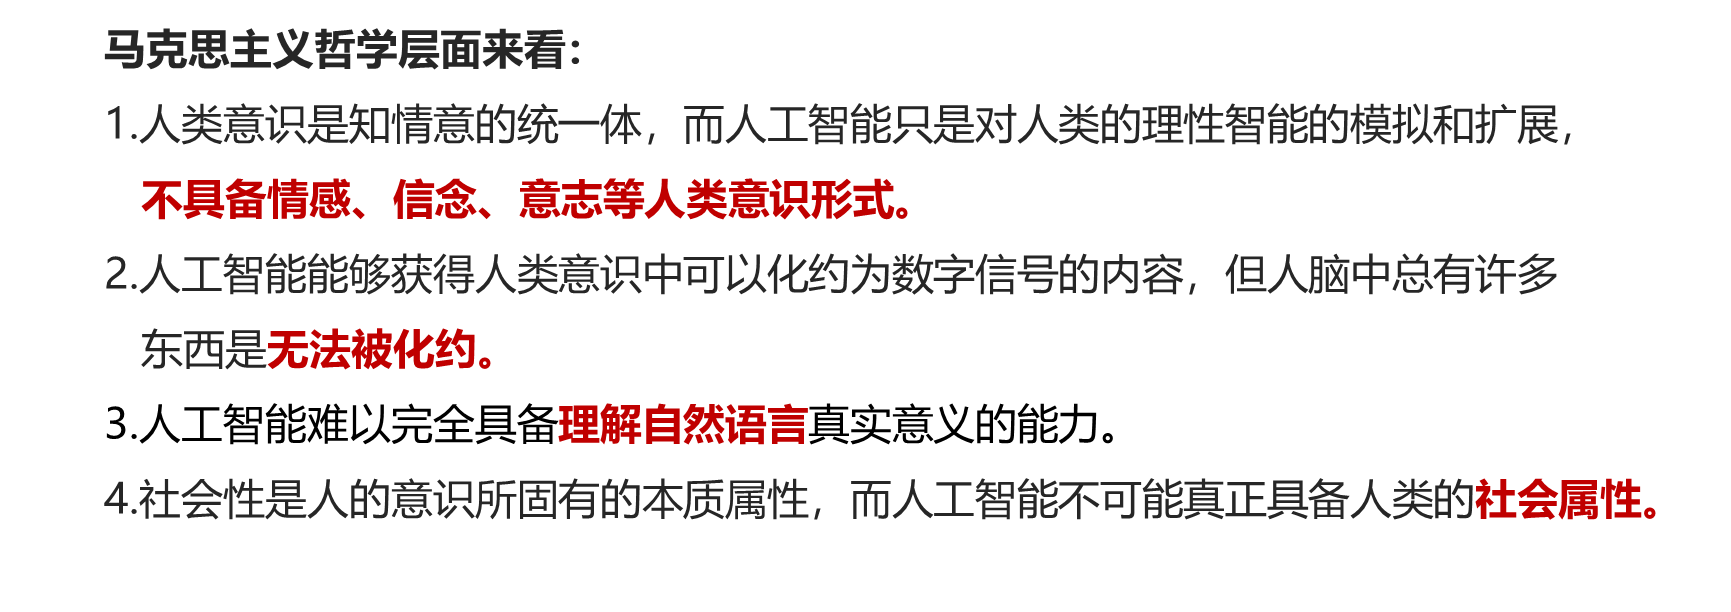 马克思主义哲学层面来看：
1.人类意识是知情意的统一体，而人工智能只是对人类的理性智能的模拟和扩展，
不具备情感、信念、意志等人类意识形式。
2.人工智能能够获得人类意识中可以化约为数字信号的内容，但人脑中总有许多
东西是无法被化约。
3.人工智能难以完全具备理解自然语言真实意义的能力。
4.社会性是人的意识所固有的本质属性，而人工智能不可能真正具备人类的社会属性。